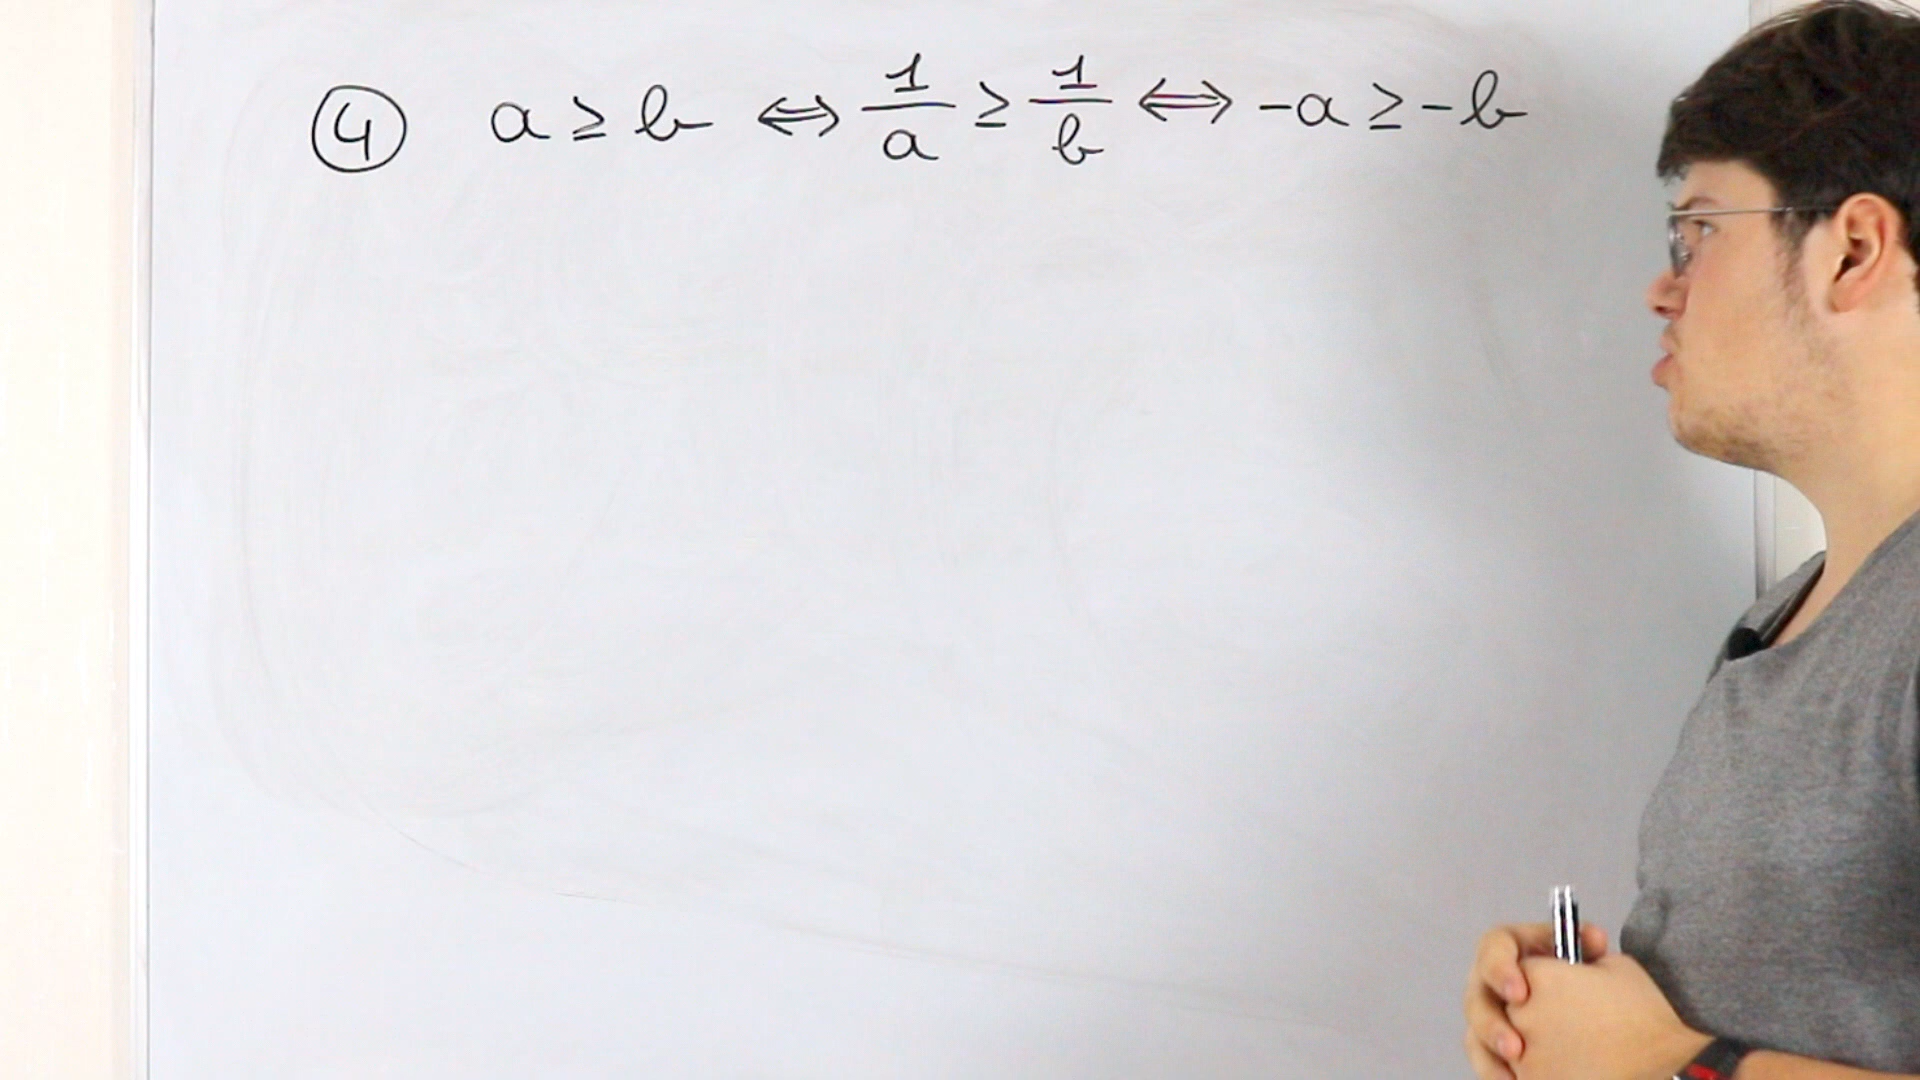 ④ a ≥ b ⟺ 1/a ≥ 1/b ⟺ -a ≥ -b